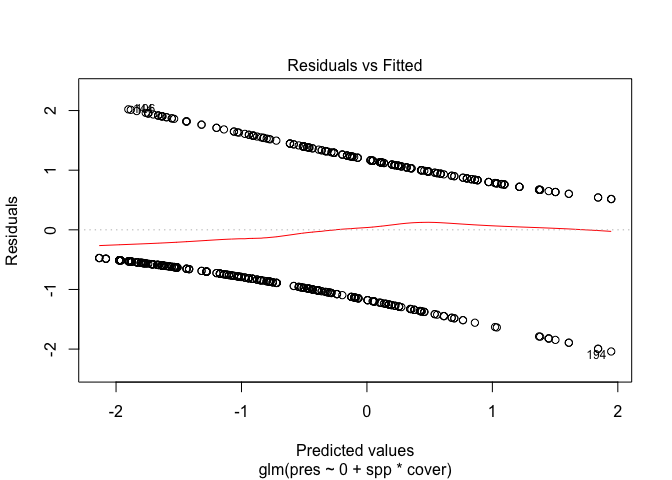 Residuals vs Fitted
Residuals
2
1
0
-1
-2
194
-2
-1
0
1
2
Predicted values
glm(pres ~ 0 + spp * cover)